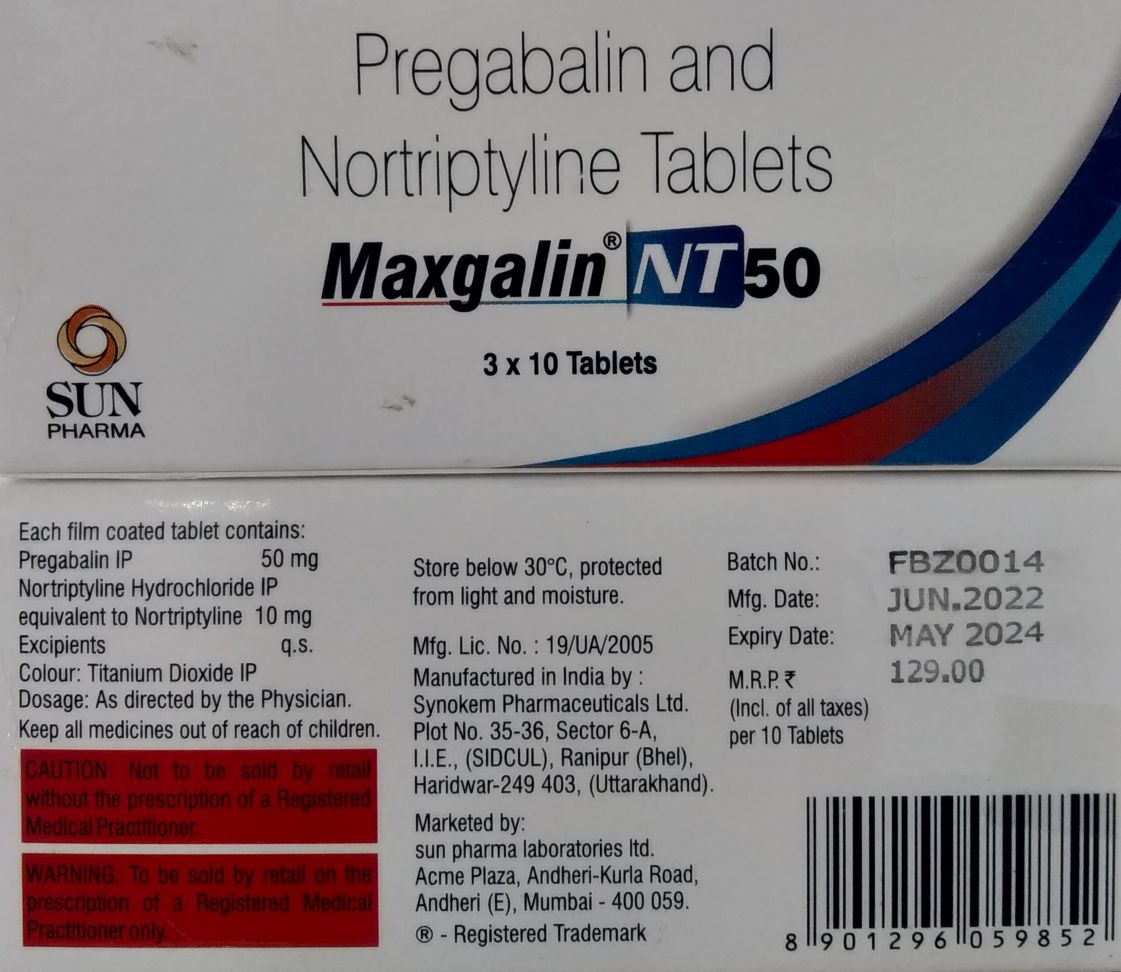 Pregabalin and
Nortriptyline Tablets
Maxgalin® NT 50
3 x 10 Tablets
SUN
PHARMA
Each film coated tablet contains:
Pregabalin IP 50 mg
Nortriptyline Hydrochloride IP
equivalent to Nortriptyline 10 mg
Excipients q.s.
Colour: Titanium Dioxide IP
Dosage: As directed by the Physician.
Keep all medicines out of reach of children.
CAUTION: Not to be sold by retail
without the prescription of a Registered
Medical Practitioner.
WARNING: To be sold by retail on the
prescription of a Registered Medical
Practitioner only.
Store below 30°C, protected
from light and moisture.
Mfg. Lic. No. : 19/UA/2005
Manufactured in India by :
Synokem Pharmaceuticals Ltd.
Plot No. 35-36, Sector 6-A,
I.I.E., (SIDCUL), Ranipur (Bhel),
Haridwar-249 403, (Uttarakhand).
Marketed by:
sun pharma laboratories ltd.
Acme Plaza, Andheri-Kurla Road,
Andheri (E), Mumbai - 400 059.
® - Registered Trademark
Batch No.: FBZ0014
Mfg. Date: JUN.2022
Expiry Date: MAY 2024
M.R.P. ₹ 129.00
(Incl. of all taxes)
per 10 Tablets
8 901296 059852